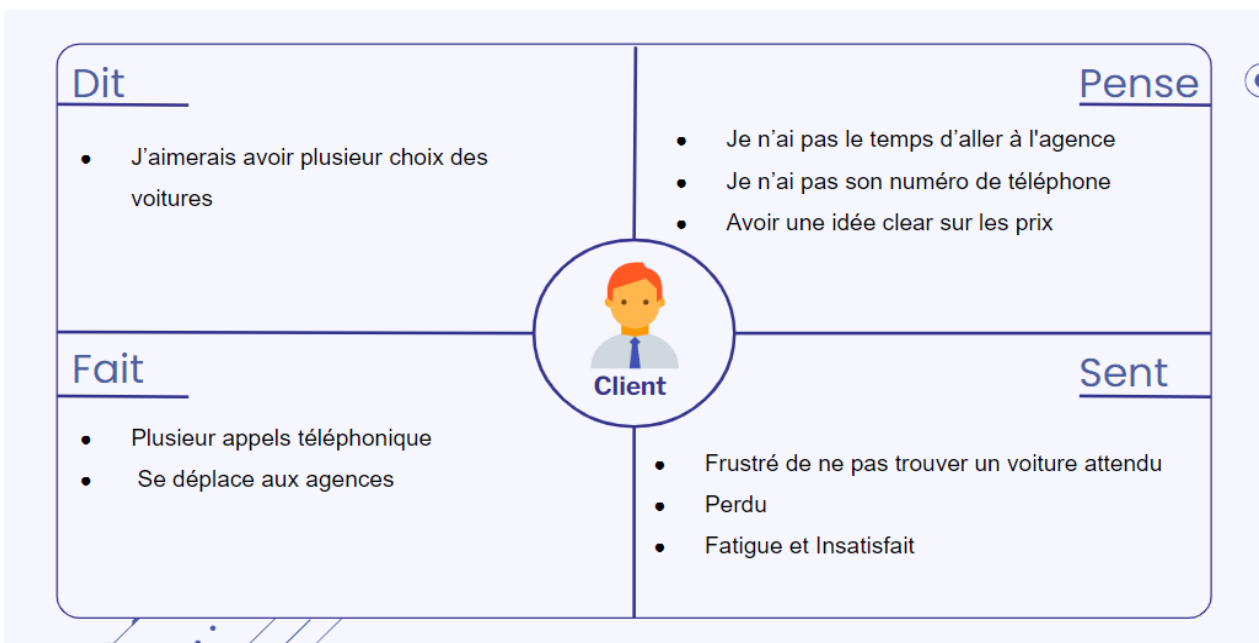 Dit
J’aimerais avoir plusieur choix des
voitures
Pense
Je n’ai pas le temps d’aller à l'agence
Je n’ai pas son numéro de téléphone
Avoir une idée clear sur les prix
Client
Fait
Plusieur appels téléphonique
Se déplace aux agences
Sent
Frustré de ne pas trouver un voiture attendu
Perdu
Fatigue et Insatisfait